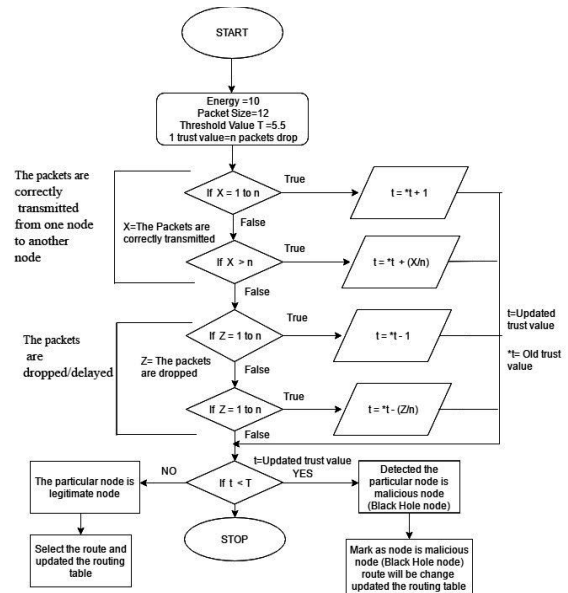 START
Energy =10
Packet Size=12
Threshold Value T =5.5
1 trust value=n packets drop
The packets are
correctly
transmitted
from one node
to another
node
X=The Packets are
correctly transmitted
If X = 1 to n
True
t = *t + 1
False
If X > n
True
t = *t + (X/n)
False
The packets
are
dropped/delayed
Z= The packets
are dropped
If Z = 1 to n
True
t = *t - 1
False
If Z = 1 to n
True
t = *t - (Z/n)
False
t=Updated
trust value
*t= Old trust
value
t=Updated trust value
If t < T
NO
YES
The particular node is
legitimate node
Select the route and
updated the routing
table
STOP
Detected the
particular node is
malicious node
(Black Hole node)
Mark as node is malicious
node (Black Hole node)
route will be change
updated the routing table